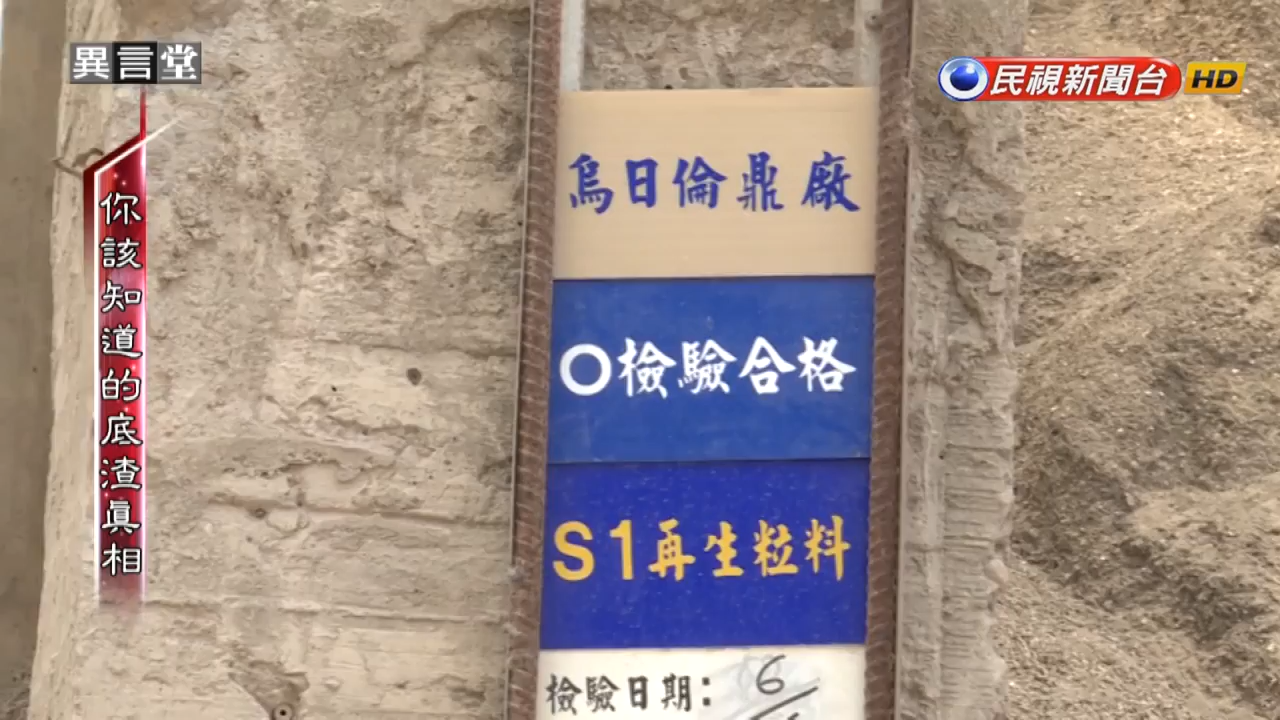 異言堂
民視新聞台 HD
你該知道的底渣真相
烏日倫鼎廠
○檢驗合格
S1再生粒料
檢驗日期：6/